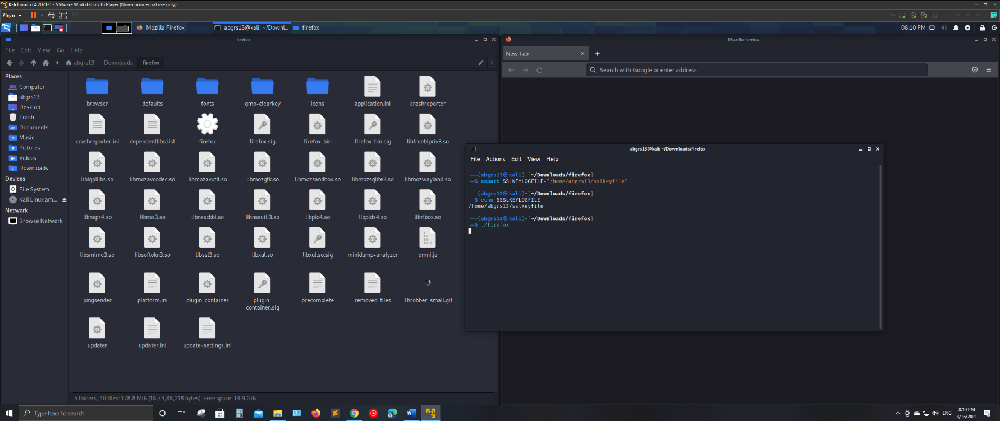 Kali Linux x64 2021-1 - VMware Workstation 16 Player (Non-commercial use only)
Player
Mozilla Firefox
abgrs13@kali: ~/Downl...
firefox
08:10 PM
firefox
File Edit View Go Help
abgrs13 Downloads firefox
Places
Computer
abgrs13
Desktop
Trash
Documents
Music
Pictures
Videos
Downloads
Devices
File System
Kali Linux am...
Network
Browse Network
browser defaults fonts gmp-clearkey icons application.ini crashreporter
crashreporter.ini dependentlibs.list firefox firefox.sig firefox-bin firefox-bin.sig libfreeblpriv3.so
liblgpllibs.so libmozavcodec.so libmozavutil.so libmozgtk.so libmozsandbox.so libmozsqlite3.so libmozwayland.so
libnspr4.so libnss3.so libnssckbi.so libnssutil3.so libplc4.so libplds4.so librlbox.so
1
10
101
1010
libsmime3.so libsoftokn3.so libssl3.so libxul.so libxul.so.sig minidump-analyzer omni.ja
pingsender platform.ini plugin-container plugin-
container.sig precomplete removed-files Throbber-small.gif
updater updater.ini update-settings.ini
5 folders, 40 files: 178.8 MiB (18,74,88,218 bytes), Free space: 14.9 GiB
Mozilla Firefox
New Tab
Search with Google or enter address
abgrs13@kali: ~/Downloads/firefox
File Actions Edit View Help
(abgrs13㉿kali)-[~/Downloads/firefox]
$ export SSLKEYLOGFILE="/home/abgrs13/sslkeyfile"
(abgrs13㉿kali)-[~/Downloads/firefox]
$ echo $SSLKEYLOGFILE
/home/abgrs13/sslkeyfile
(abgrs13㉿kali)-[~/Downloads/firefox]
$ ./firefox
Type here to search
ENG
8:10 PM
8/16/2021